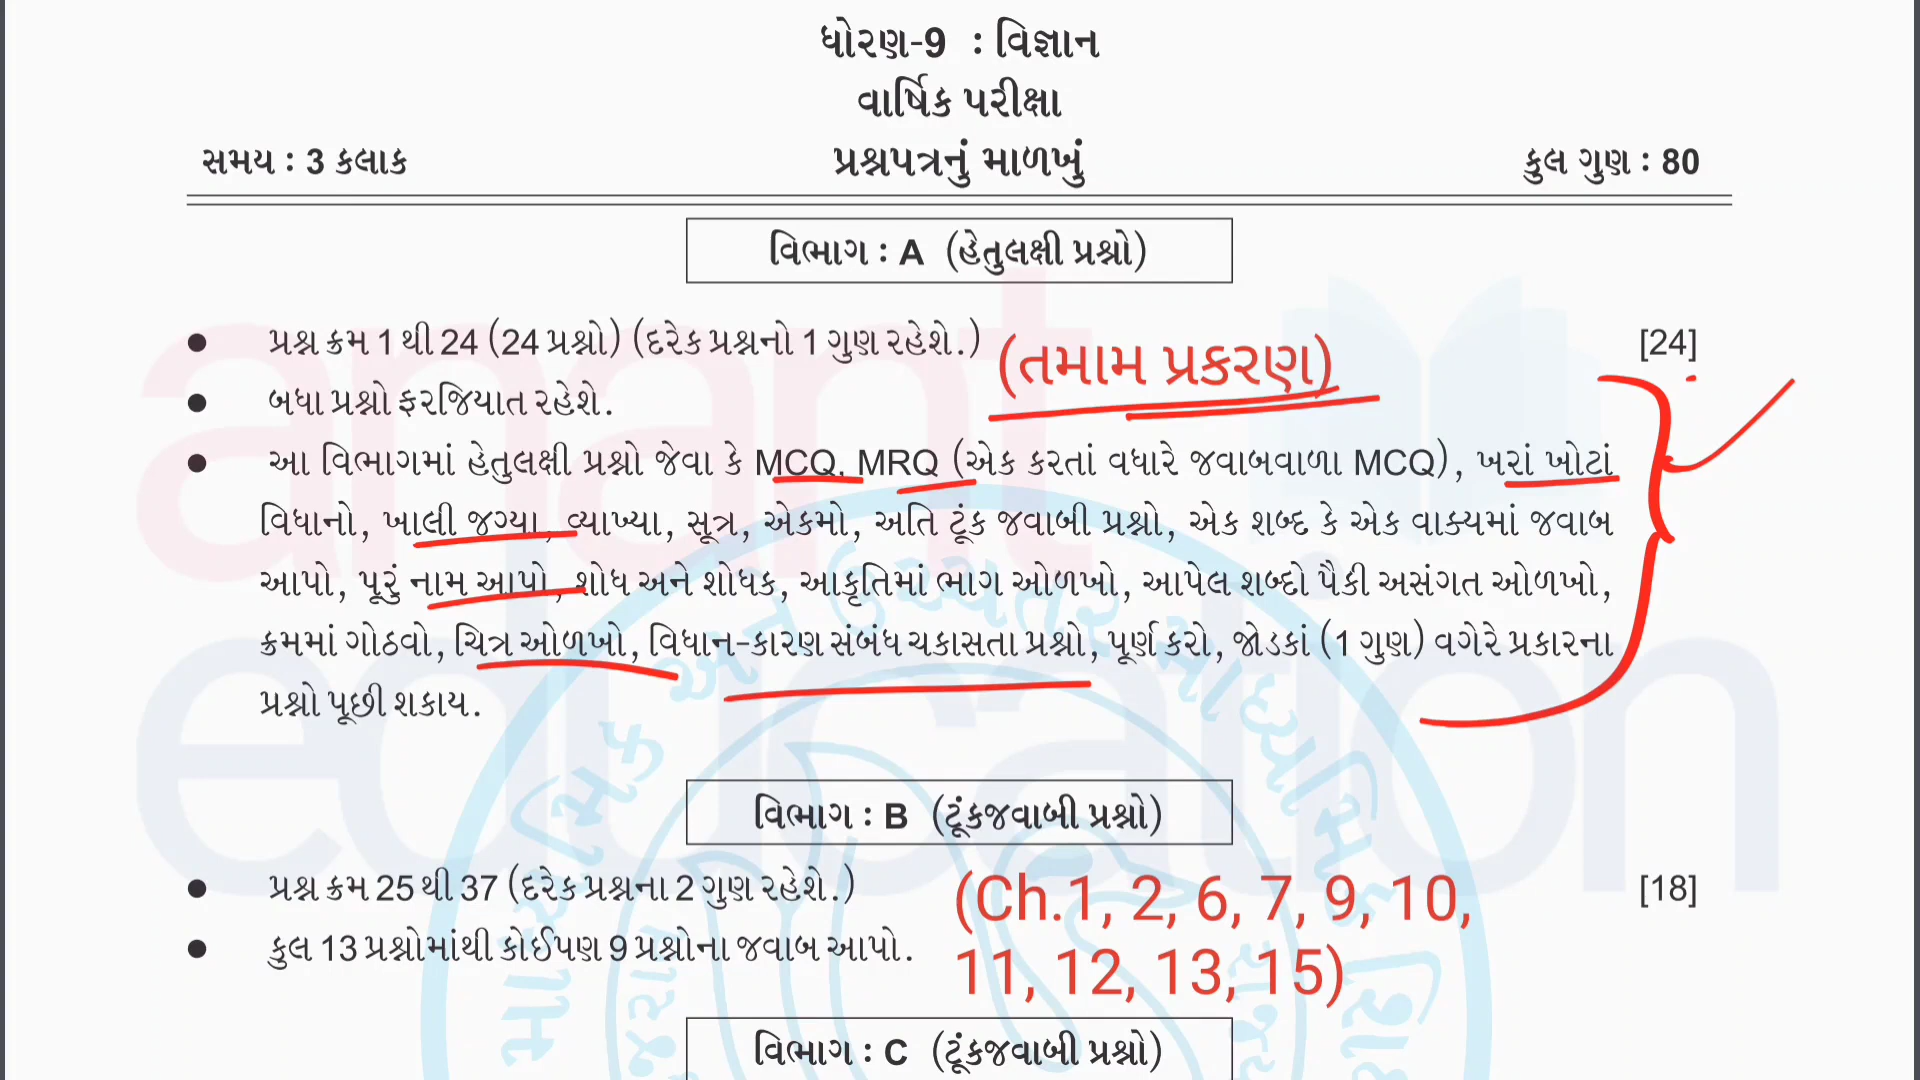 ધોરણ-9 : વિજ્ઞાન
વાર્ષિક પરીક્ષા
સમય : 3 કલાક પ્રશ્નપત્રનું માળખું કુલ ગુણ : 80
વિભાગ : A (હેતુલક્ષી પ્રશ્નો)
● પ્રશ્ન ક્રમ 1 થી 24 (24 પ્રશ્નો) (દરેક પ્રશ્નનો 1 ગુણ રહેશે.) (તમામ પ્રકરણ) [24]
● બધા પ્રશ્નો ફરજિયાત રહેશે.
● આ વિભાગમાં હેતુલક્ષી પ્રશ્નો જેવા કે MCQ, MRQ (એક કરતાં વધારે જવાબવાળા MCQ), ખરાં ખોટાં
વિધાનો, ખાલી જગ્યા, વ્યાખ્યા, સૂત્ર, એકમો, અતિ ટૂંક જવાબી પ્રશ્નો, એક શબ્દ કે એક વાક્યમાં જવાબ
આપો, પૂરું નામ આપો, શોધ અને શોધક, આકૃતિમાં ભાગ ઓળખો, આપેલ શબ્દો પૈકી અસંગત ઓળખો,
ક્રમમાં ગોઠવો, ચિત્ર ઓળખો, વિધાન-કારણ સંબંધ ચકાસતા પ્રશ્નો, પૂર્ણ કરો, જોડકાં (1 ગુણ) વગેરે પ્રકારના
પ્રશ્નો પૂછી શકાય.
વિભાગ : B (ટૂંકજવાબી પ્રશ્નો)
● પ્રશ્ન ક્રમ 25 થી 37 (દરેક પ્રશ્નના 2 ગુણ રહેશે.) (Ch.1, 2, 6, 7, 9, 10, [18]
● કુલ 13 પ્રશ્નોમાંથી કોઈપણ 9 પ્રશ્નોના જવાબ આપો. 11, 12, 13, 15)
વિભાગ : C (ટૂંકજવાબી પ્રશ્નો)
anant
education